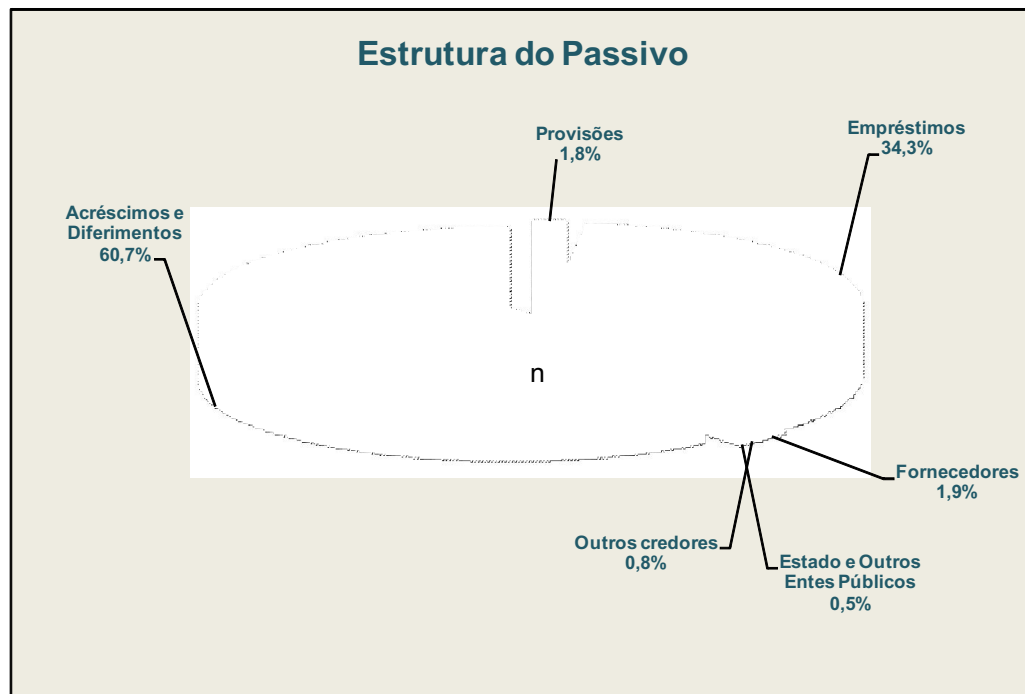 Estrutura do Passivo
Provisões
1,8%
Empréstimos
34,3%
Acréscimos e
Diferimentos
60,7%
n
Fornecedores
1,9%
Outros credores
0,8%
Estado e Outros
Entes Públicos
0,5%